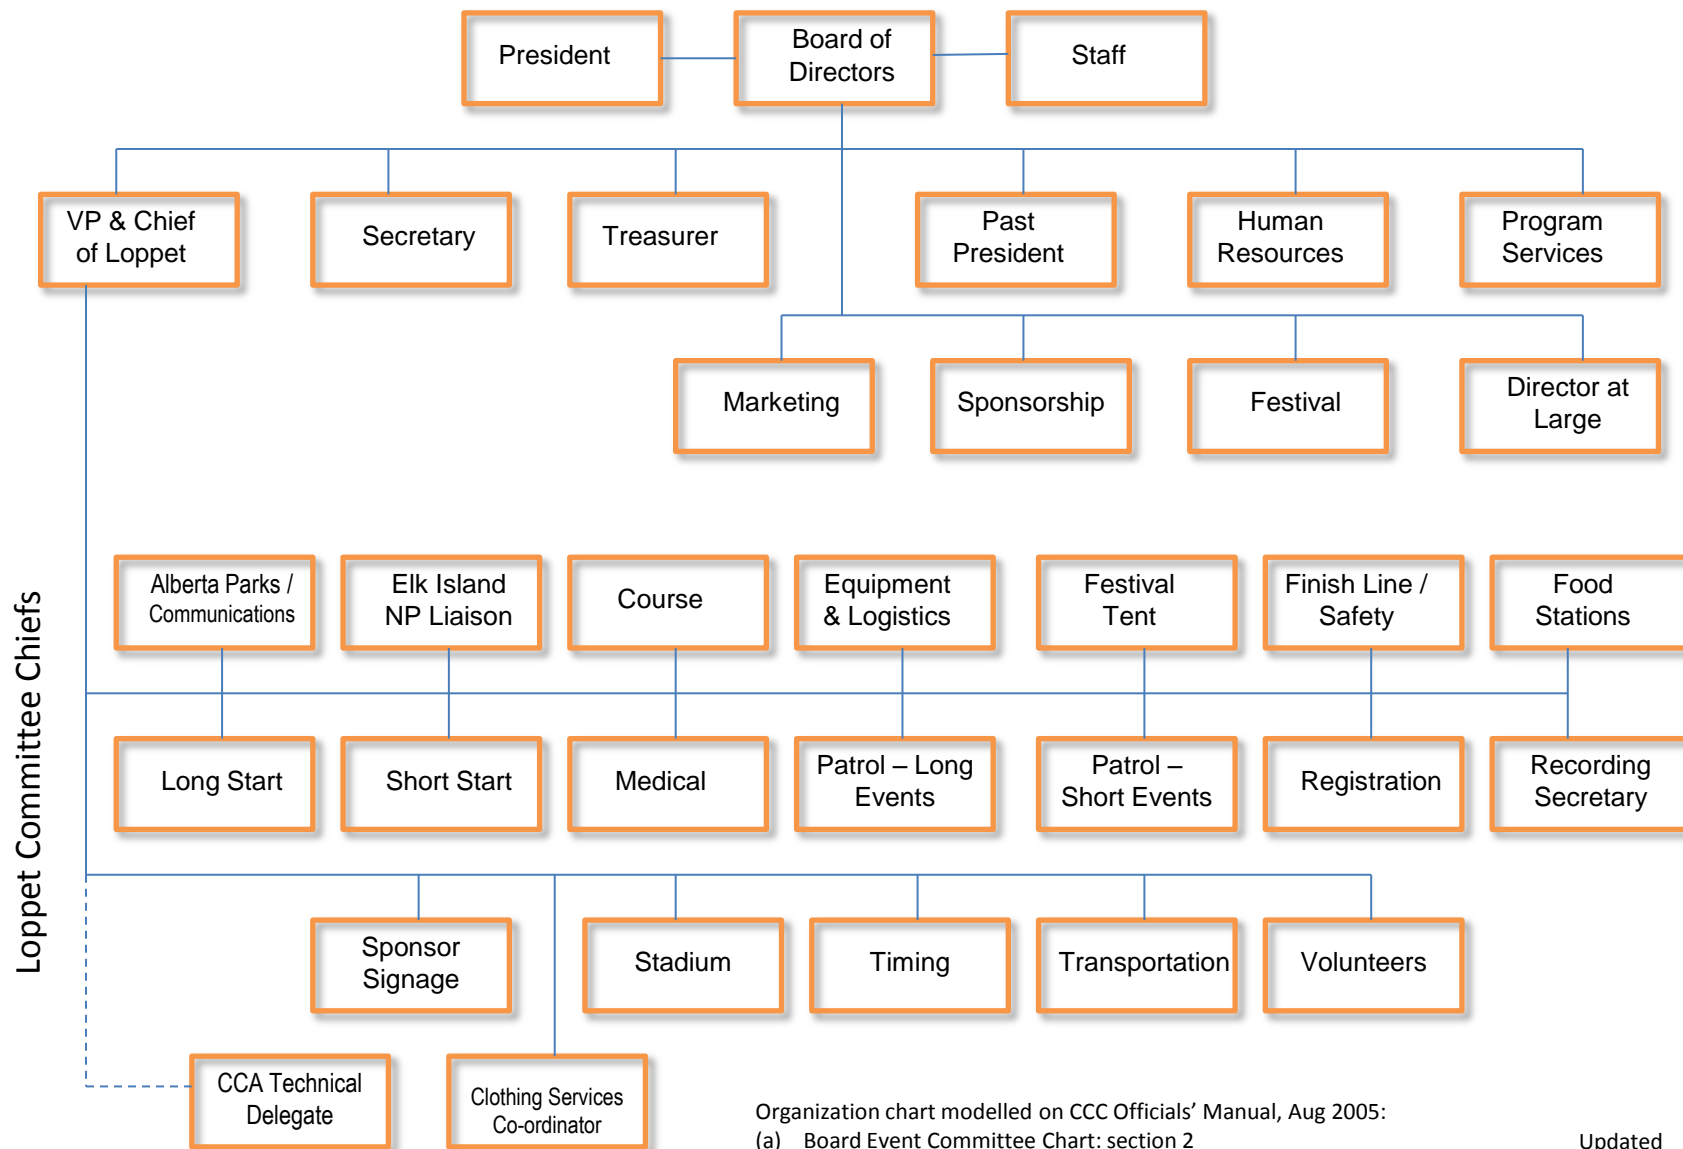 President
Board of
Directors
Staff
VP & Chief
of Loppet
Secretary
Treasurer
Past
President
Human
Resources
Program
Services
Marketing
Sponsorship
Festival
Director at
Large
Loppet Committee Chiefs
Alberta Parks /
Communications
Elk Island
NP Liaison
Course
Equipment
& Logistics
Festival
Tent
Finish Line /
Safety
Food
Stations
Long Start
Short Start
Medical
Patrol – Long
Events
Patrol –
Short Events
Registration
Recording
Secretary
Sponsor
Signage
Stadium
Timing
Transportation
Volunteers
CCA Technical
Delegate
Clothing Services
Co-ordinator
Organization chart modelled on CCC Officials’ Manual, Aug 2005:
(a) Board Event Committee Chart: section 2
Updated